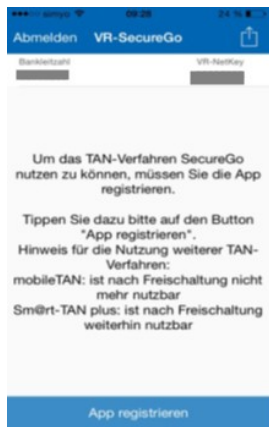 simyo 09:28 24 %
Abmelden VR-SecureGo
Bankleitzahl VR-NetKey
Um das TAN-Verfahren SecureGo
nutzen zu können, müssen Sie die App
registrieren.
Tippen Sie dazu bitte auf den Button
"App registrieren".
Hinweis für die Nutzung weiterer TAN-
Verfahren:
mobileTAN: ist nach Freischaltung nicht
mehr nutzbar
Sm@rt-TAN plus: ist nach Freischaltung
weiterhin nutzbar
App registrieren